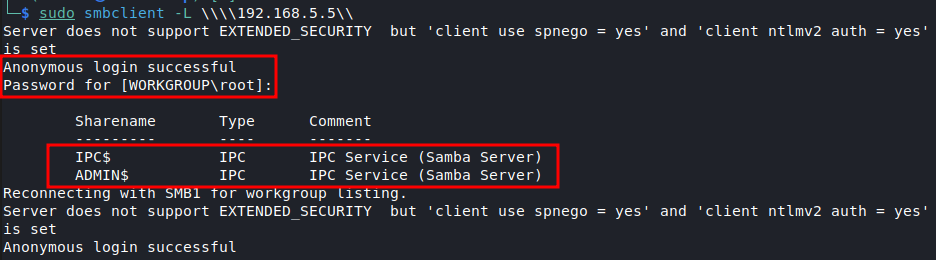 $ sudo smbclient -L \\\\192.168.5.5\\
Server does not support EXTENDED_SECURITY  but 'client use spnego = yes' and 'client ntlmv2 auth = yes'
is set
Anonymous login successful
Password for [WORKGROUP\root]:
Sharename       Type      Comment
---------       ----      -------
IPC$            IPC       IPC Service (Samba Server)
ADMIN$          IPC       IPC Service (Samba Server)
Reconnecting with SMB1 for workgroup listing.
Server does not support EXTENDED_SECURITY  but 'client use spnego = yes' and 'client ntlmv2 auth = yes'
is set
Anonymous login successful